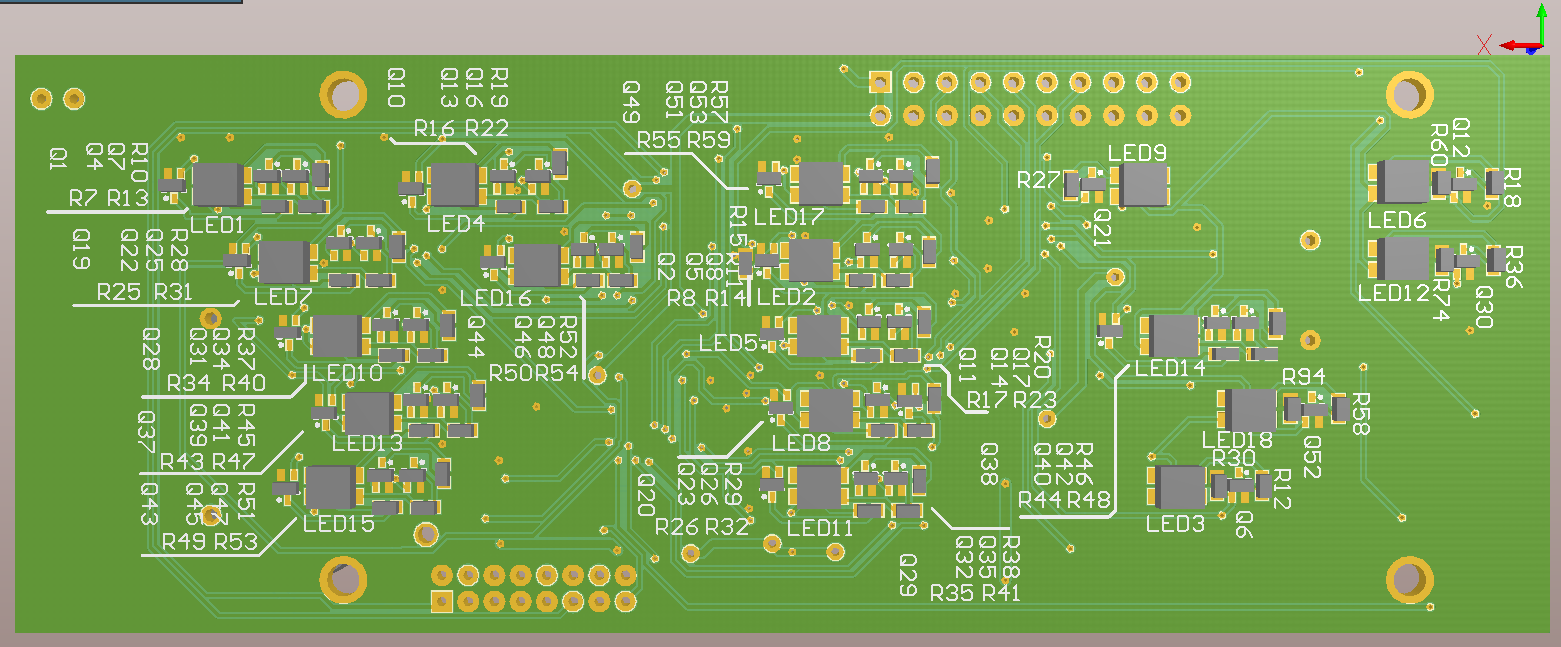 X
Q10
Q13
Q16
R19
R16 R22
Q49
Q51
Q53
R57
R55 R59
Q1
Q4
Q7
R10
R7 R13
LED1
LED4
LED17
LED9
R27
Q21
Q12
R60
R18
LED6
Q19
Q22
Q25
R28
R25 R31
LED7
LED16
R15
Q2
Q5
Q8
R11
R8 R14
LED2
R36
LED12
R74
Q30
Q28
Q31
Q34
R37
R34 R40
LED10
Q44
Q46
Q48
R52
R50 R54
LED5
Q11
Q14
Q17
R20
R17 R23
LED14
R94
R58
LED18
Q52
Q37
Q39
Q41
R45
R43 R47
LED13
LED8
Q38
Q40
Q42
R46
R44 R48
R30
R12
LED3
Q6
Q43
Q45
Q47
R51
R49 R53
LED15
Q20
Q23
Q26
R29
R26 R32
LED11
Q29
Q32
Q35
R38
R35 R41